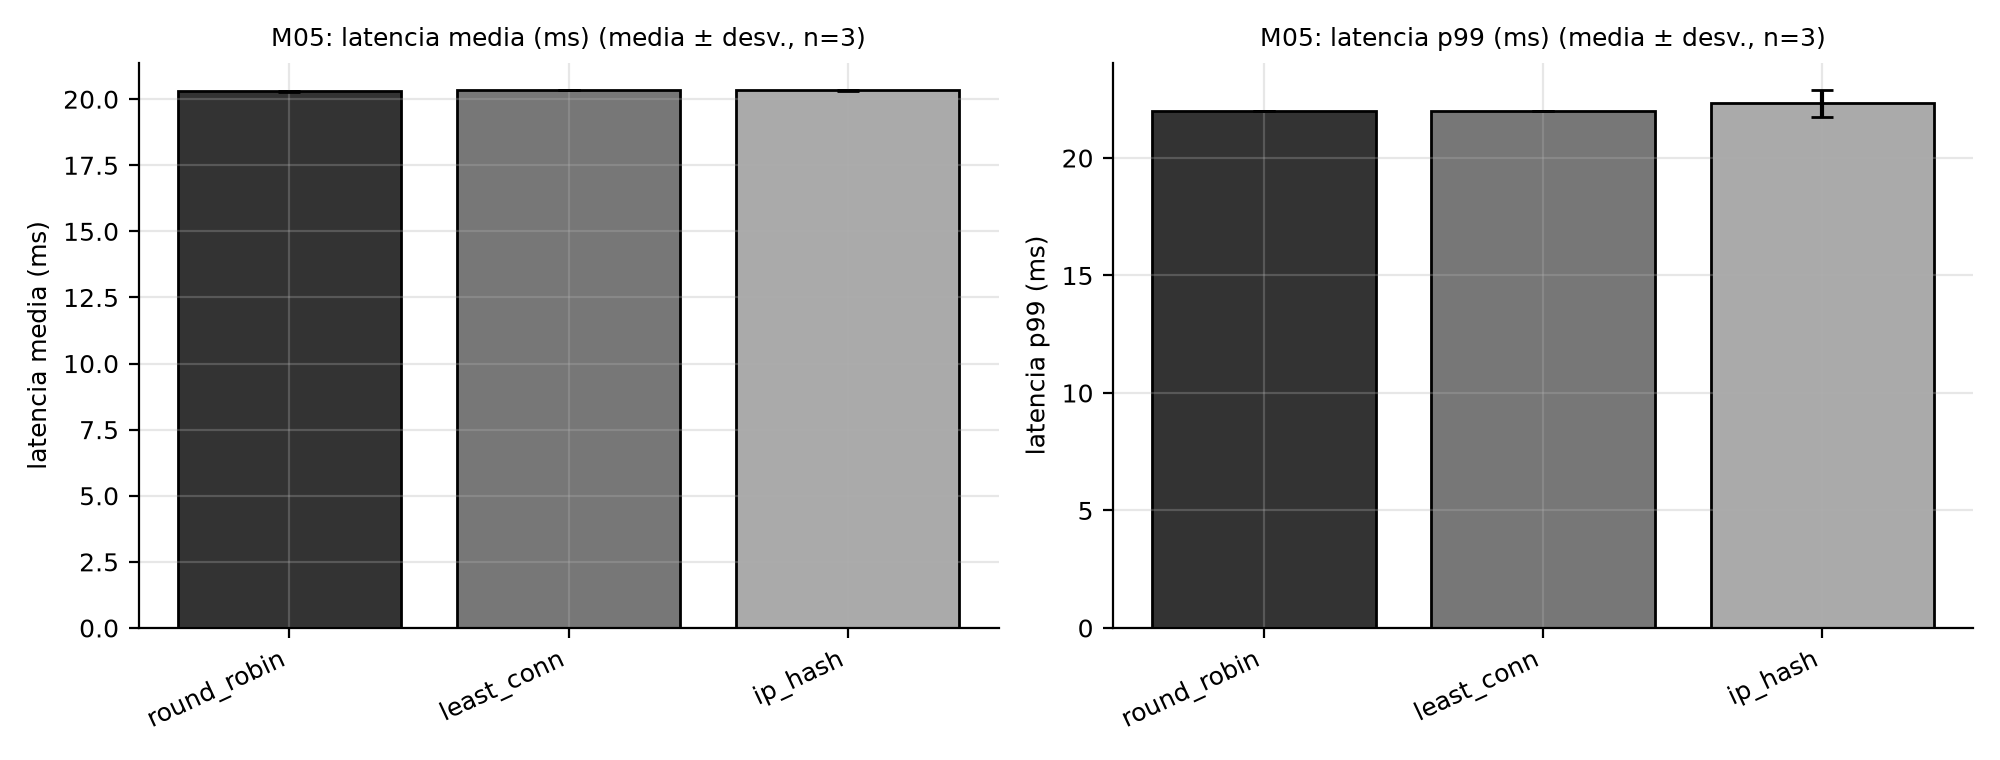 M05: latencia media (ms) (media ± desv., n=3)
latencia media (ms)
20.0
17.5
15.0
12.5
10.0
7.5
5.0
2.5
0.0
round_robin
least_conn
ip_hash
M05: latencia p99 (ms) (media ± desv., n=3)
latencia p99 (ms)
20
15
10
5
0
round_robin
least_conn
ip_hash